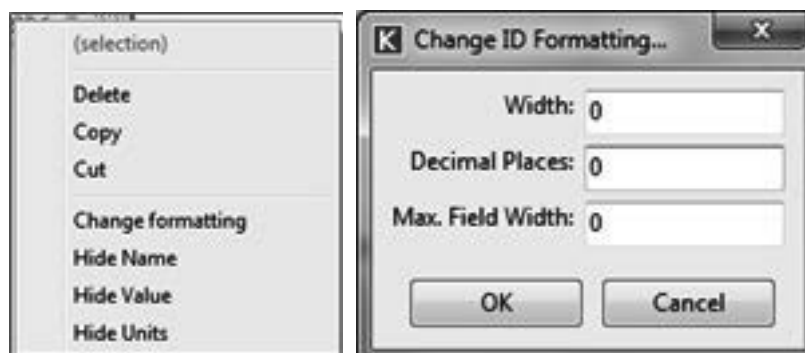 (selection)
Delete
Copy
Cut
Change formatting
Hide Name
Hide Value
Hide Units
K Change ID Formatting...
x
Width: 0
Decimal Places: 0
Max. Field Width: 0
OK Cancel